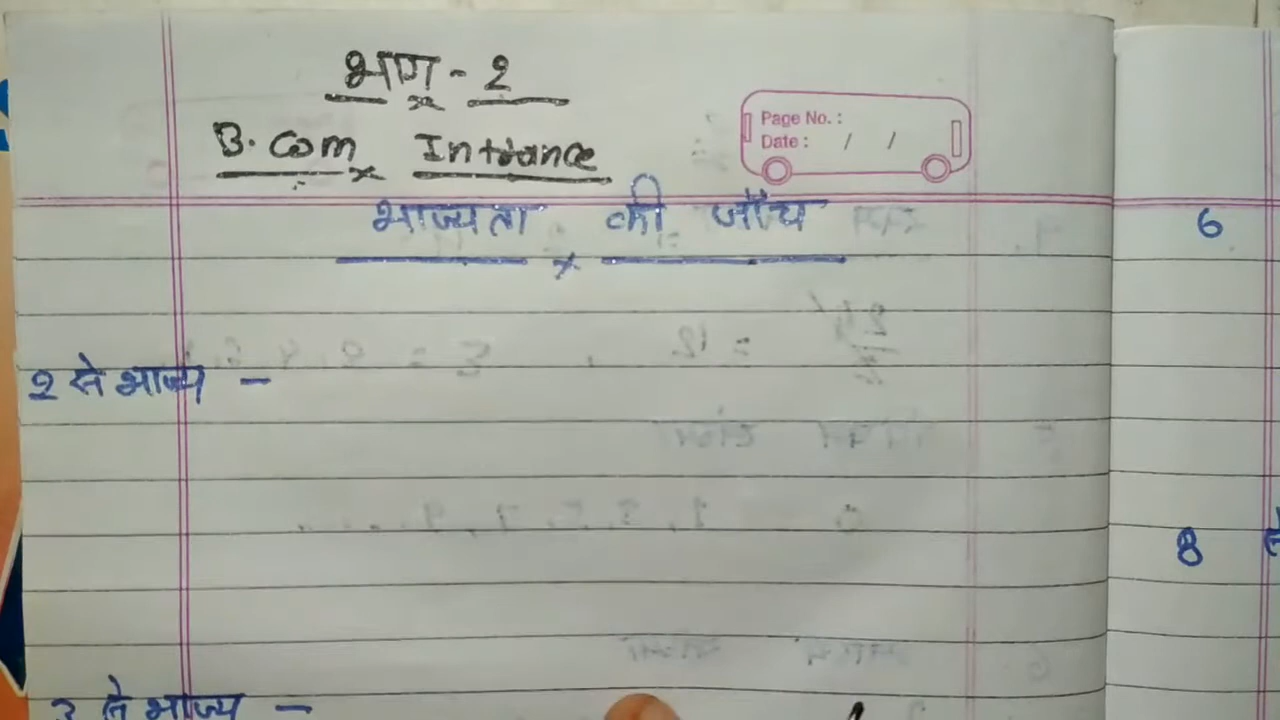 भाग - 2
B. Com Intrance
Page No. :
Date : / /
भाज्यता की जाँच
2 से भाज्य -
3 से भाज्य -
6
8 से